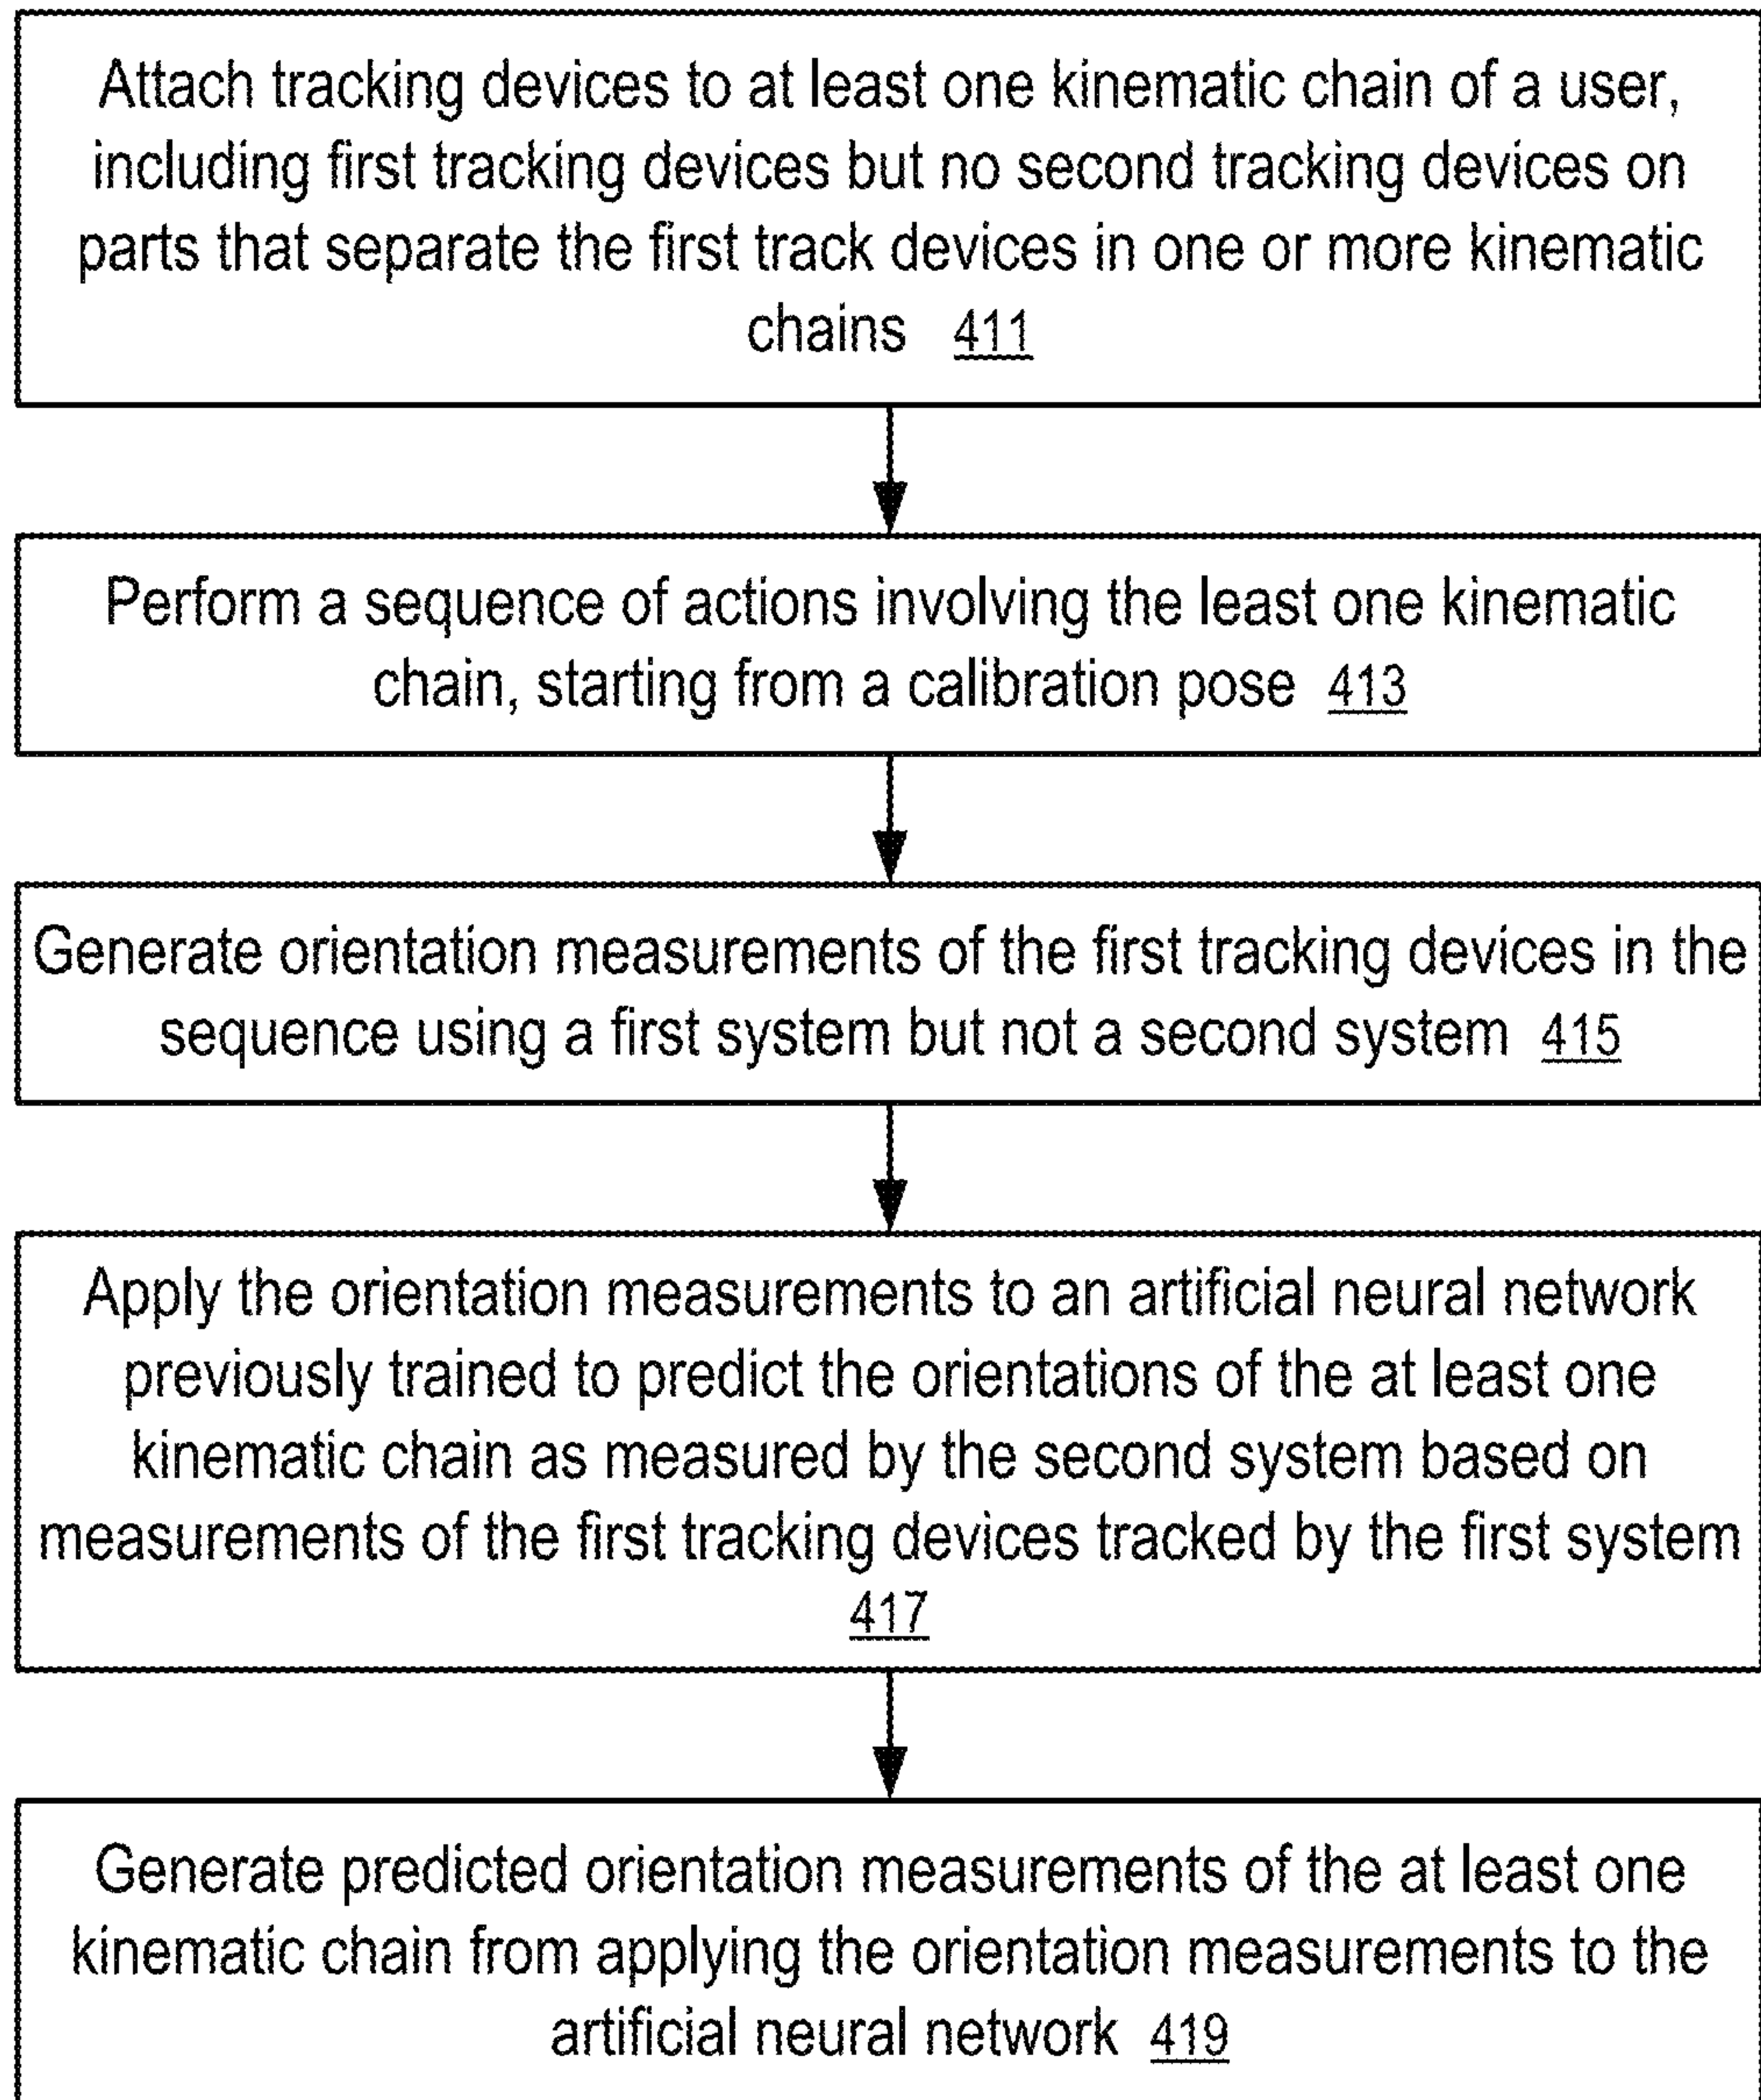 Attach tracking devices to at least one kinematic chain of a user,
including first tracking devices but no second tracking devices on
parts that separate the first track devices in one or more kinematic
chains 411
Perform a sequence of actions involving the least one kinematic
chain, starting from a calibration pose 413
Generate orientation measurements of the first tracking devices in the
sequence using a first system but not a second system 415
Apply the orientation measurements to an artificial neural network
previously trained to predict the orientations of the at least one
kinematic chain as measured by the second system based on
measurements of the first tracking devices tracked by the first system
417
Generate predicted orientation measurements of the at least one
kinematic chain from applying the orientation measurements to the
artificial neural network 419